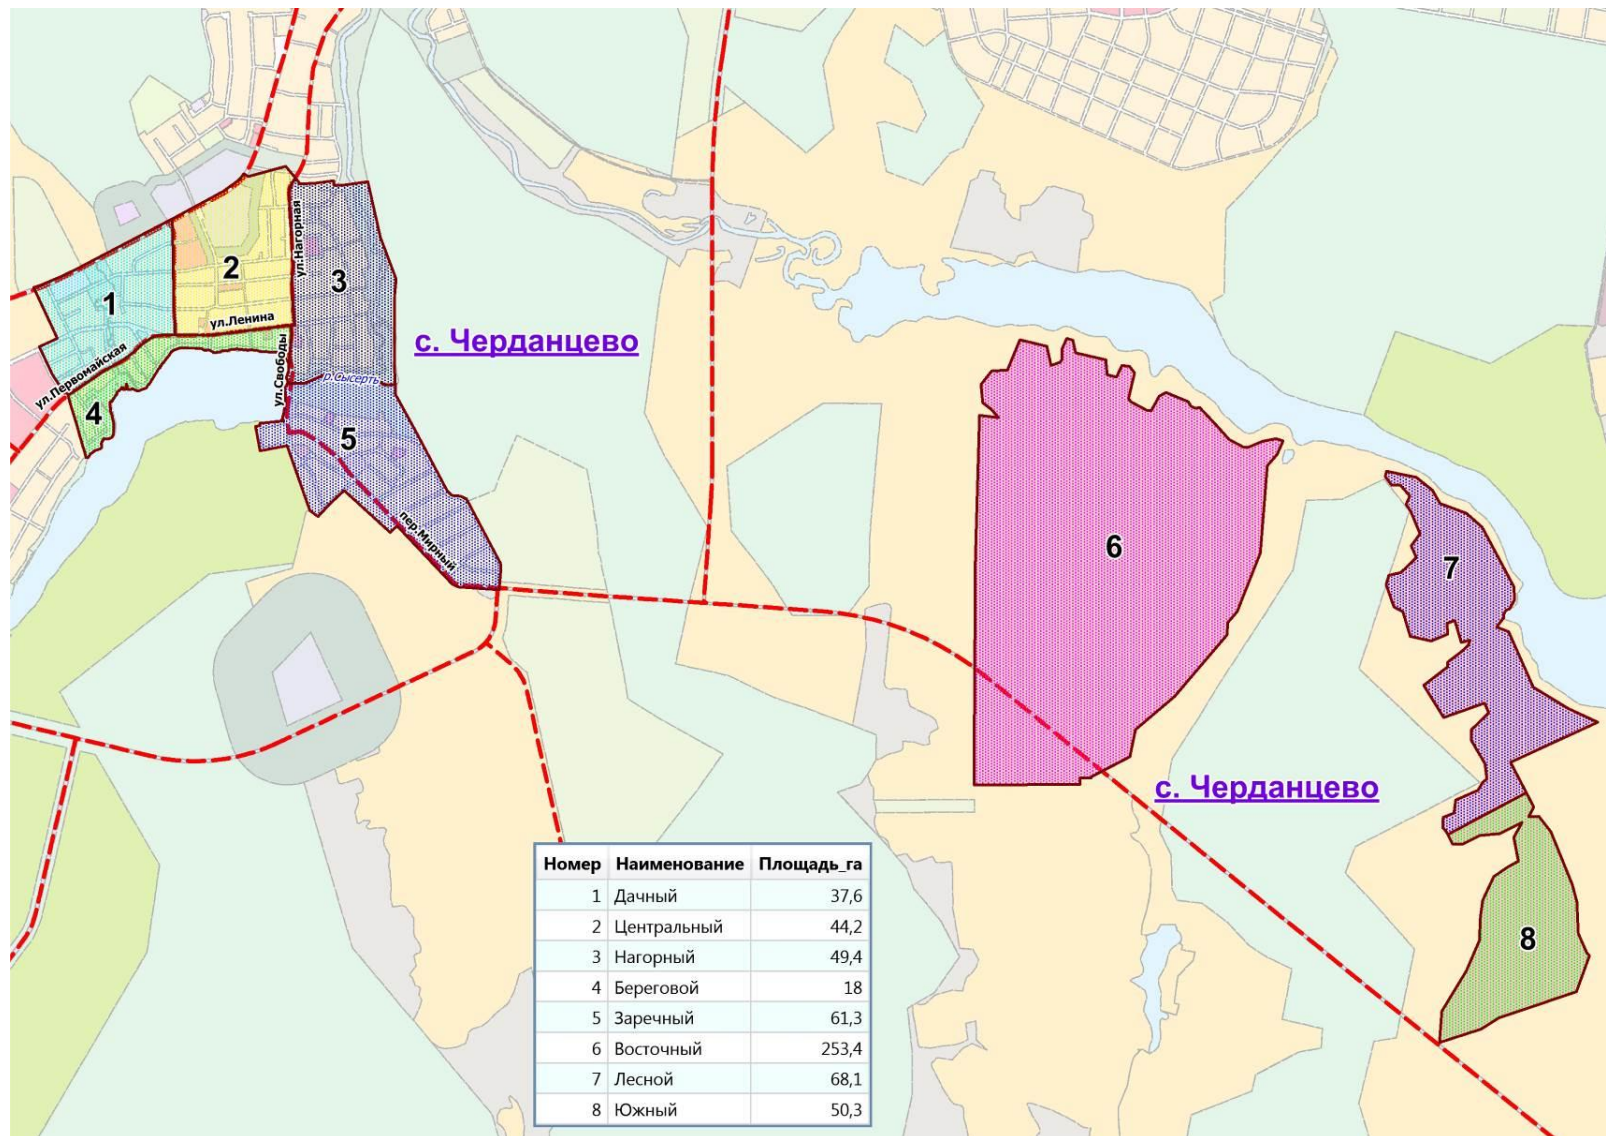 ул.Нагорная
2
3
1
ул.Ленина
с. Черданцево
ул.Первомайская
ул.Свободы
р.Сысерть
4
5
пер.Мирный
6
7
с. Черданцево
8
Номер Наименование Площадь_га
1 Дачный 37,6
2 Центральный 44,2
3 Нагорный 49,4
4 Береговой 18
5 Заречный 61,3
6 Восточный 253,4
7 Лесной 68,1
8 Южный 50,3